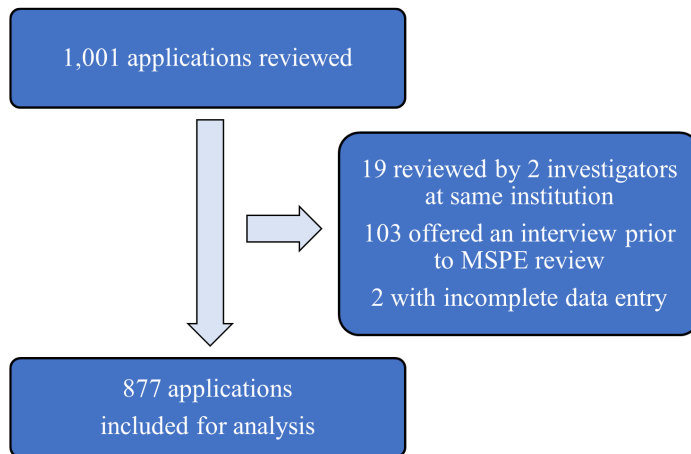 1,001 applications reviewed
19 reviewed by 2 investigators
at same institution
103 offered an interview prior
to MSPE review
2 with incomplete data entry
877 applications
included for analysis